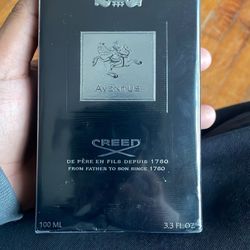 AVENTUS
CREED
DE PÈRE EN FILS DEPUIS 1760
FROM FATHER TO SON SINCE 1760
100 ML 3.3 FL.OZ